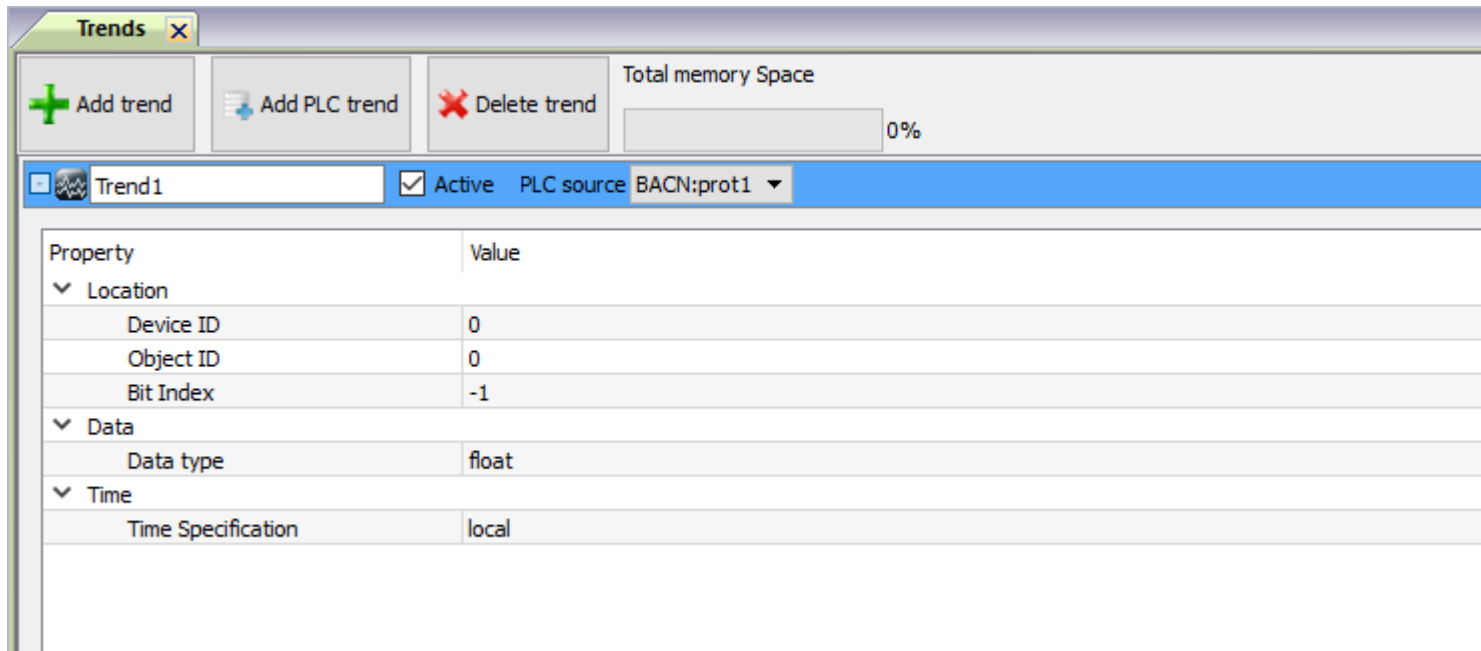 Trends
Add trend
Add PLC trend
Delete trend
Total memory Space
0%
Trend1 Active PLC source BACN:prot1
Property Value
Location
Device ID 0
Object ID 0
Bit Index -1
Data
Data type float
Time
Time Specification local